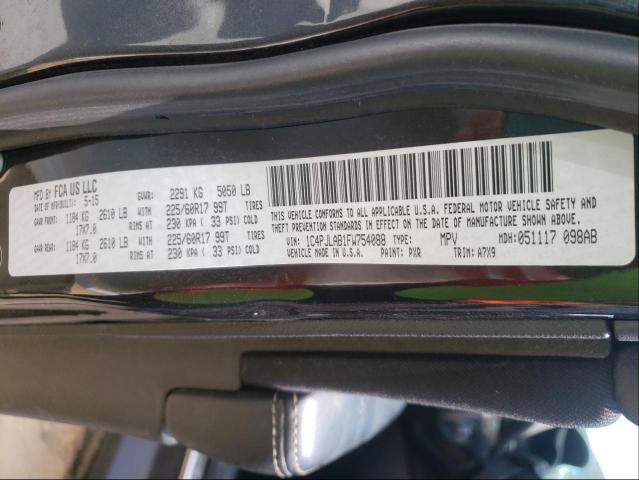 MFD BY FCA US LLC
DATE OF MFR(BUILT): 5-15
GVWR: 2291 KG 5050 LB
GAWR FRONT: 1184 KG 2610 LB WITH 225/60R17 99T TIRES
17X7.0 RIMS AT 230 KPA ( 33 PSI) COLD
GAWR REAR: 1184 KG 2610 LB WITH 225/60R17 99T TIRES
17X7.0 RIMS AT 230 KPA ( 33 PSI) COLD
THIS VEHICLE CONFORMS TO ALL APPLICABLE U.S.A. FEDERAL MOTOR VEHICLE SAFETY AND
THEFT PREVENTION STANDARDS IN EFFECT ON THE DATE OF MANUFACTURE SHOWN ABOVE.
VIN: 1C4PJLAB1FW754088 TYPE: MPV MDH: 051117 098AB
VEHICLE MADE IN U.S.A. PAINT: PXR TRIM: A7X9